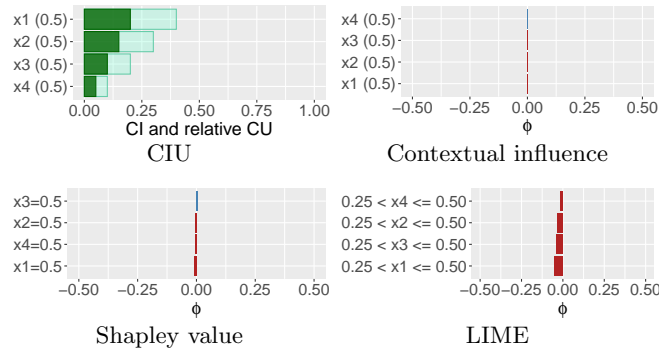 x1 (0.5)
x2 (0.5)
x3 (0.5)
x4 (0.5)
0.00 0.25 0.50 0.75 1.00
CI and relative CU
CIU
x4 (0.5)
x3 (0.5)
x2 (0.5)
x1 (0.5)
−0.50 −0.25 0.00 0.25 0.50
ϕ
Contextual influence
x3=0.5
x2=0.5
x4=0.5
x1=0.5
−0.50 −0.25 0.00 0.25 0.50
ϕ
Shapley value
0.25 < x4 <= 0.50
0.25 < x2 <= 0.50
0.25 < x3 <= 0.50
0.25 < x1 <= 0.50
−0.50 −0.25 0.00 0.25 0.50
ϕ
LIME